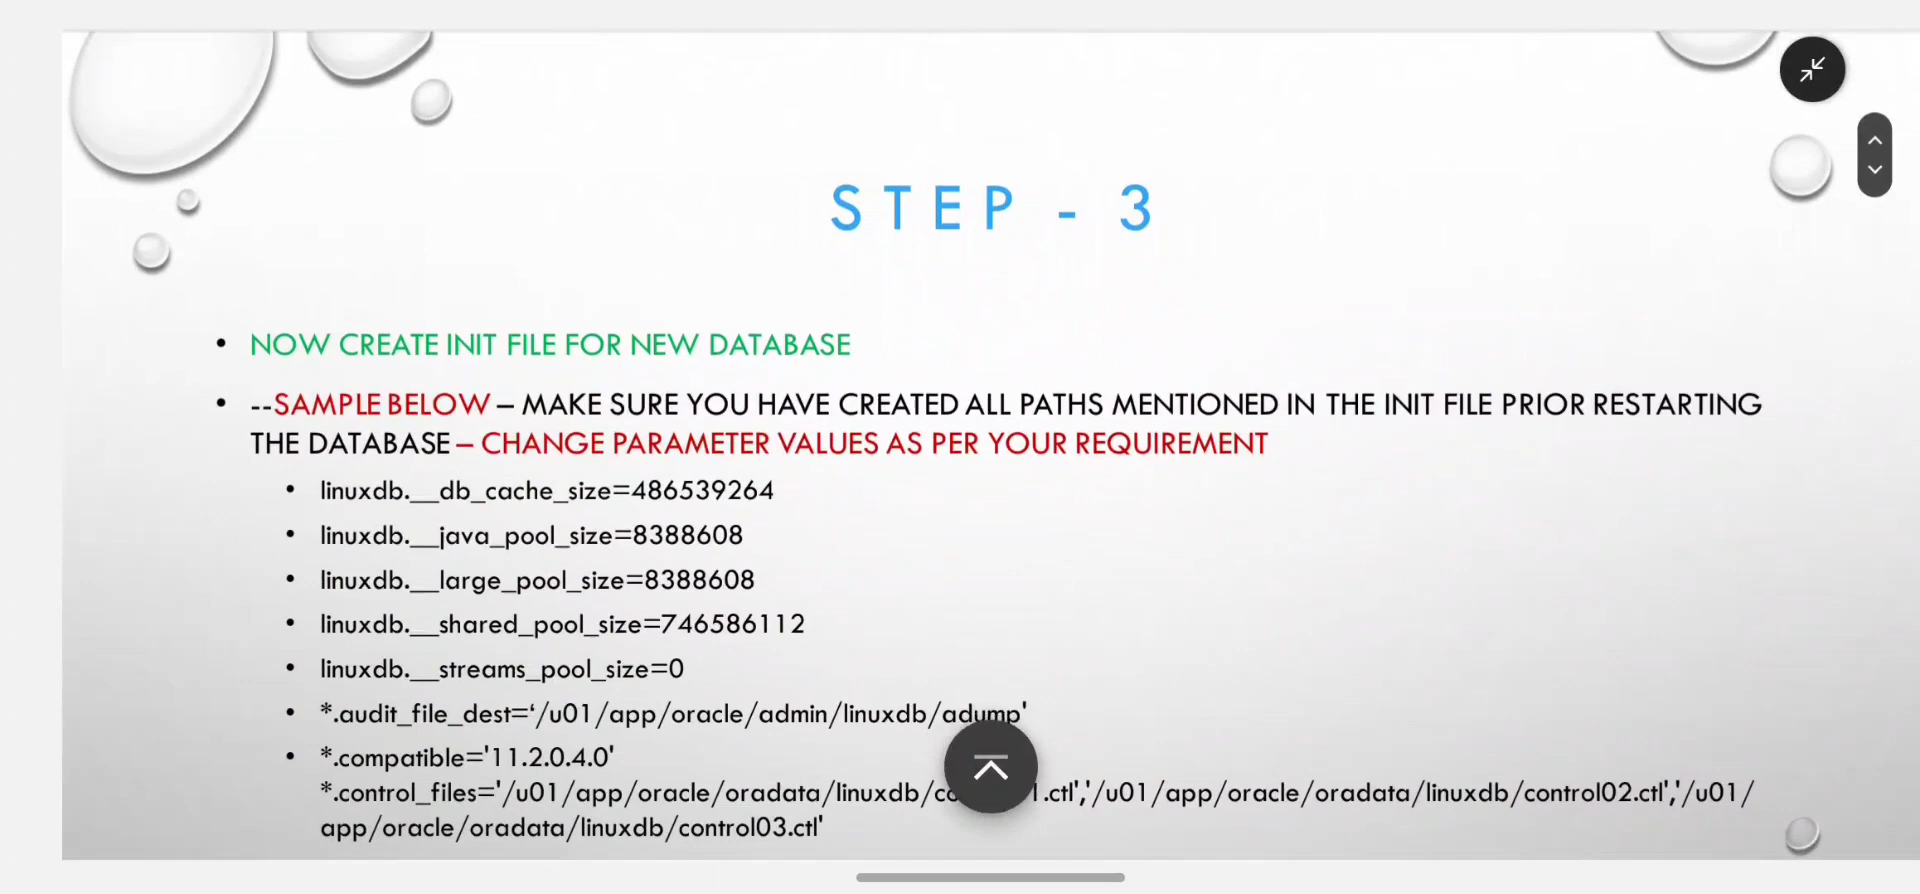 STEP - 3
• NOW CREATE INIT FILE FOR NEW DATABASE
• --SAMPLE BELOW – MAKE SURE YOU HAVE CREATED ALL PATHS MENTIONED IN THE INIT FILE PRIOR RESTARTING
THE DATABASE – CHANGE PARAMETER VALUES AS PER YOUR REQUIREMENT
• linuxdb.__db_cache_size=486539264
• linuxdb.__java_pool_size=8388608
• linuxdb.__large_pool_size=8388608
• linuxdb.__shared_pool_size=746586112
• linuxdb.__streams_pool_size=0
• *.audit_file_dest=‘/u01/app/oracle/admin/linuxdb/adump'
• *.compatible='11.2.0.4.0'
*.control_files='/u01/app/oracle/oradata/linuxdb/ 1.ctl','/u01/app/oracle/oradata/linuxdb/control02.ctl','/u01/
app/oracle/oradata/linuxdb/control03.ctl'